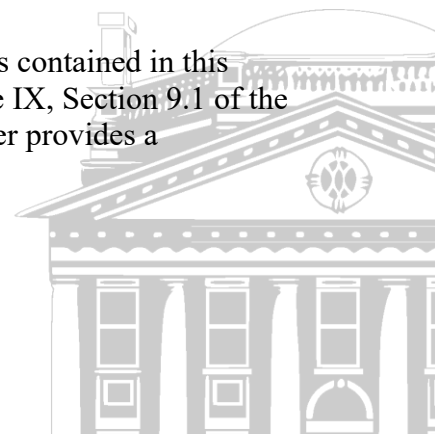 s contained in this
e IX, Section 9.1 of the
er provides a